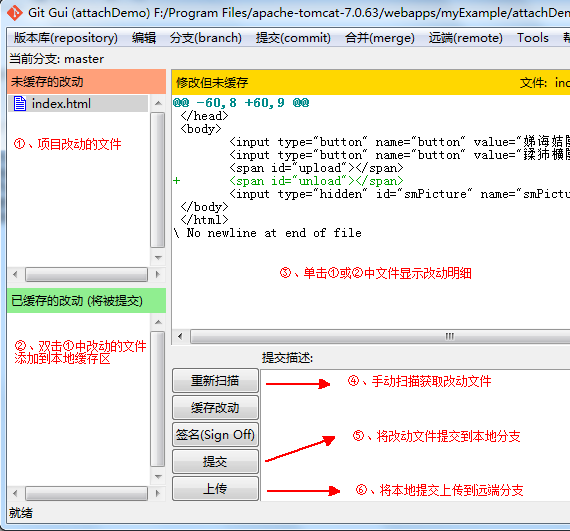 Git Gui (attachDemo) F:/Program Files/apache-tomcat-7.0.63/webapps/myExample/attachDem
版本库(repository) 编辑 分支(branch) 提交(commit) 合并(merge) 远端(remote) Tools 帮
当前分支: master
未缓存的改动
index.html
①、项目改动的文件
已缓存的改动 (将被提交)
②、双击①中改动的文件
添加到本地缓存区
修改但未缓存 文件: ind
@@ -60,8 +60,9 @@
</head>
<body>
<input type="button" name="button" value="
<input type="button" name="button" value="
<span id="upload"></span>
+ <span id="unload"></span>
<input type="hidden" id="smPicture" name="smPictu
</body>
</html>
\ No newline at end of file
③、单击①或②中文件显示改动明细
提交描述:
重新扫描
④、手动扫描获取改动文件
缓存改动
签名(Sign Off)
⑤、将改动文件提交到本地分支
提交
上传
⑥、将本地提交上传到远端分支
就绪